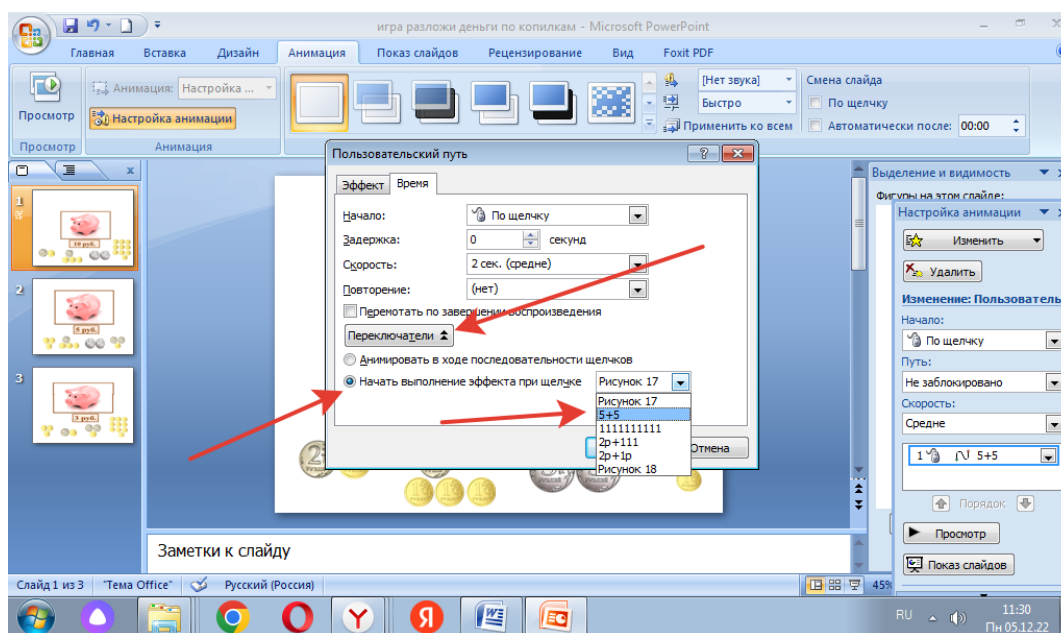 игра разложи деньги по копилкам - Microsoft PowerPoint
Главная Вставка Дизайн Анимация Показ слайдов Рецензирование Вид Foxit PDF
Просмотр
Анимация: Настройка ...
Настройка анимации
[Нет звука]
Быстро
Применить ко всем
Смена слайда
По щелчку
Автоматически после: 00:00
Просмотр
Анимация
1
10 руб.
2
5 руб.
3
3 руб.
Пользовательский путь
Эффект Время
Начало: По щелчку
Задержка: 0 секунд
Скорость: 2 сек. (средне)
Повторение: (нет)
Перемотать по завершении воспроизведения
Переключатели
Анимировать в ходе последовательности щелчков
Начать выполнение эффекта при щелчке Рисунок 17
Рисунок 17
5+5
1111111111
2р+111
2р+1р
Рисунок 18
Отмена
Выделение и видимость
Фигуры на этом слайде:
Настройка анимации
Изменить
Удалить
Изменение: Пользователь
Начало:
По щелчку
Путь:
Не заблокировано
Скорость:
Средне
1 5+5
Порядок
Просмотр
Показ слайдов
Заметки к слайду
Слайд 1 из 3 "Тема Office" Русский (Россия) 45%
RU
11:30
Пн 05.12.22